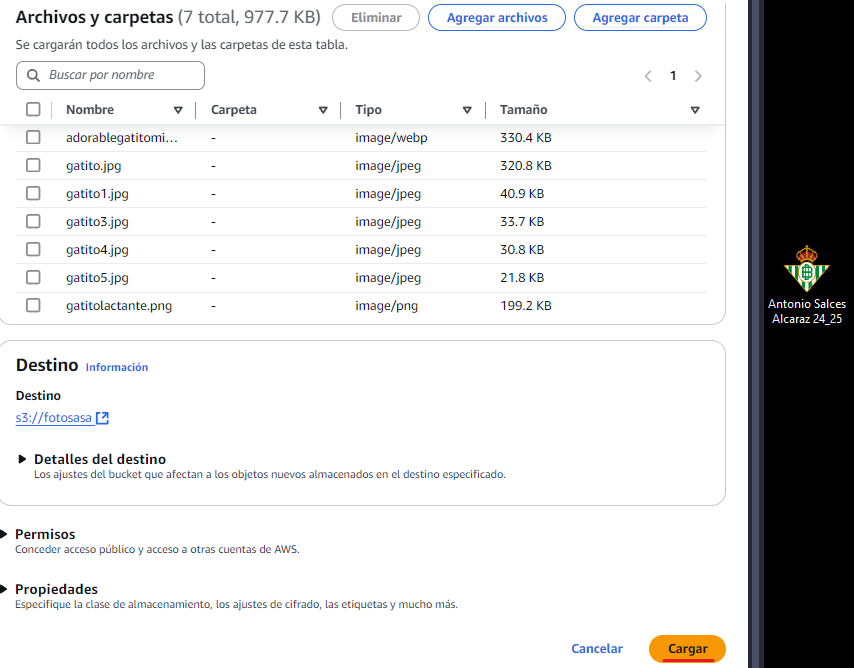 Archivos y carpetas (7 total, 977.7 KB) Eliminar Agregar archivos Agregar carpeta
Se cargarán todos los archivos y las carpetas de esta tabla.
Buscar por nombre 1
Nombre Carpeta Tipo Tamaño
adorablegatitomi... - image/webp 330.4 KB
gatito.jpg - image/jpeg 320.8 KB
gatito1.jpg - image/jpeg 40.9 KB
gatito3.jpg - image/jpeg 33.7 KB
gatito4.jpg - image/jpeg 30.8 KB
gatito5.jpg - image/jpeg 21.8 KB
gatitolactante.png - image/png 199.2 KB
Antonio Salces
Alcaraz 24_25
Destino Información
Destino
s3://fotosasa
Detalles del destino
Los ajustes del bucket que afectan a los objetos nuevos almacenados en el destino especificado.
Permisos
Conceder acceso público y acceso a otras cuentas de AWS.
Propiedades
Especifique la clase de almacenamiento, los ajustes de cifrado, las etiquetas y mucho más.
Cancelar Cargar